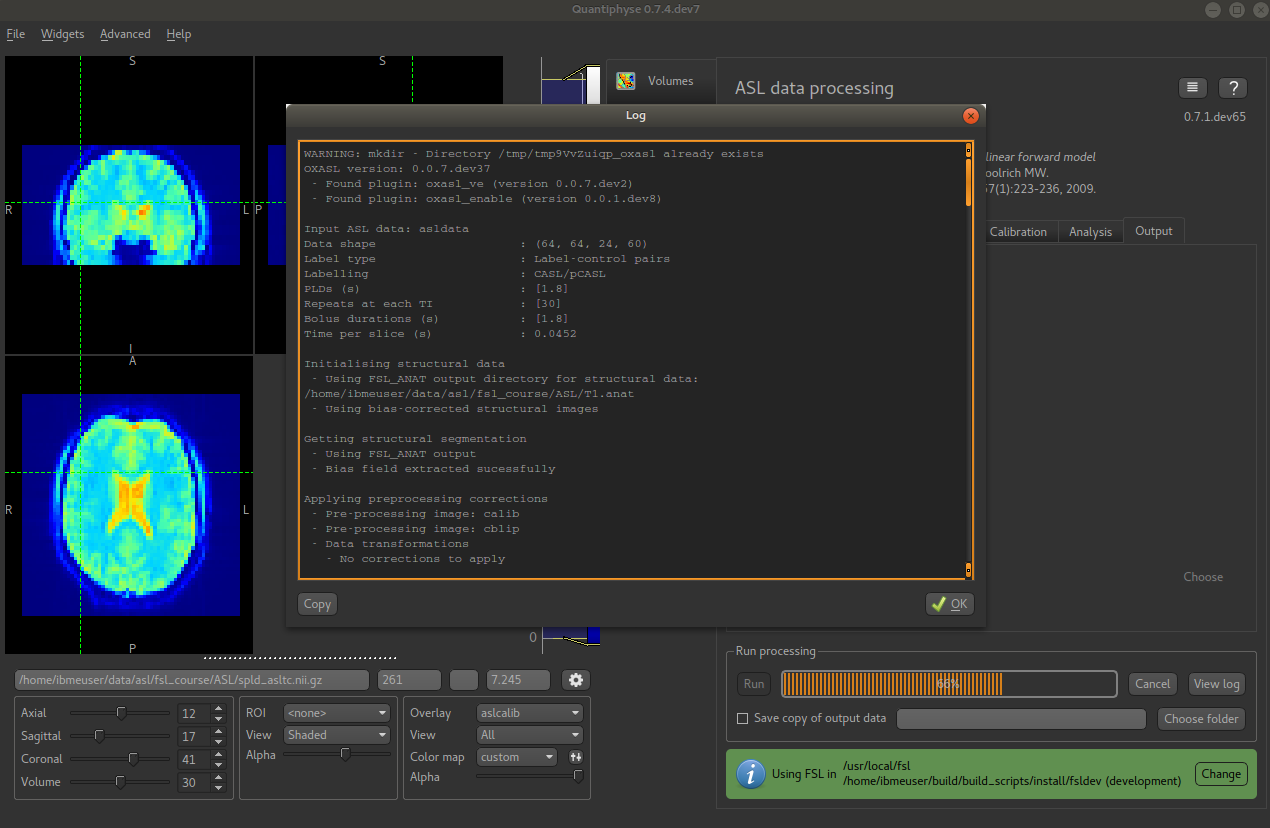 Quantiphyse 0.7.4.dev7
File Widgets Advanced Help
S
S
R
L
P
I
A
R
L
P
0
Volumes
ASL data processing
?
0.7.1.dev65
linear forward model
oolrich MW.
57(1):223-236, 2009.
Calibration Analysis Output
Choose
Log
WARNING: mkdir - Directory /tmp/tmp9VvZuiqp_oxasl already exists
OXASL version: 0.0.7.dev37
- Found plugin: oxasl_ve (version 0.0.7.dev2)
- Found plugin: oxasl_enable (version 0.0.1.dev8)
Input ASL data: asldata
Data shape : (64, 64, 24, 60)
Label type : Label-control pairs
Labelling : CASL/pCASL
PLDs (s) : [1.8]
Repeats at each TI : [30]
Bolus durations (s) : [1.8]
Time per slice (s) : 0.0452
Initialising structural data
- Using FSL_ANAT output directory for structural data:
/home/ibmeuser/data/asl/fsl_course/ASL/T1.anat
- Using bias-corrected structural images
Getting structural segmentation
- Using FSL_ANAT output
- Bias field extracted sucessfully
Applying preprocessing corrections
- Pre-processing image: calib
- Pre-processing image: cblip
- Data transformations
- No corrections to apply
Copy
OK
/home/ibmeuser/data/asl/fsl_course/ASL/spld_asltc.nii.gz 261 7.245
Axial 12
Sagittal 17
Coronal 41
Volume 30
ROI <none>
View Shaded
Alpha
Overlay aslcalib
View All
Color map custom
Alpha
Run processing
Run 66% Cancel View log
Save copy of output data Choose folder
Using FSL in /usr/local/fsl
/home/ibmeuser/build/build_scripts/install/fsldev (development)
Change